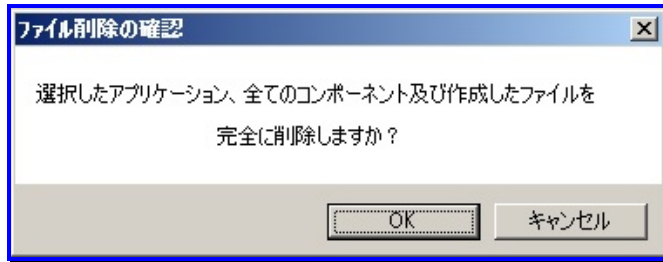 ファイル削除の確認
選択したアプリケーション、全てのコンポーネント及び作成したファイルを
完全に削除しますか？
OK
キャンセル